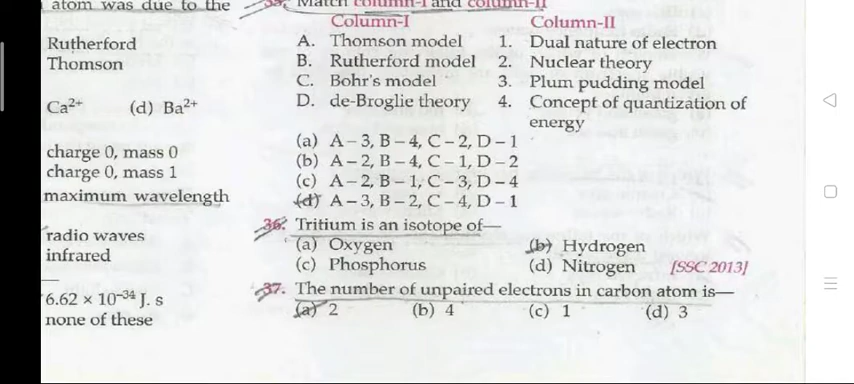 atom was due to the
Rutherford
Thomson
Ca²⁺ (d) Ba²⁺
charge 0, mass 0
charge 0, mass 1
maximum wavelength
radio waves
infrared
6.62 × 10⁻³⁴ J. s
none of these
35. Match column-I and column-II
Column-I Column-II
A. Thomson model 1. Dual nature of electron
B. Rutherford model 2. Nuclear theory
C. Bohr's model 3. Plum pudding model
D. de-Broglie theory 4. Concept of quantization of
energy
(a) A – 3, B – 4, C – 2, D – 1
(b) A – 2, B – 4, C – 1, D – 2
(c) A – 2, B – 1, C – 3, D – 4
(d) A – 3, B – 2, C – 4, D – 1
36. Tritium is an isotope of—
(a) Oxygen (b) Hydrogen
(c) Phosphorus (d) Nitrogen [SSC 2013]
37. The number of unpaired electrons in carbon atom is—
(a) 2 (b) 4 (c) 1 (d) 3